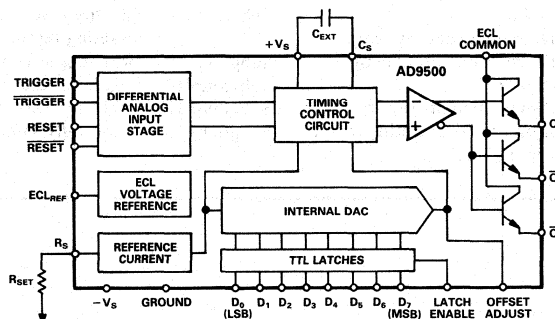 C_EXT
+V_S
C_S
ECL
COMMON
AD9500
TRIGGER
TRIGGER
RESET
RESET
DIFFERENTIAL
ANALOG
INPUT
STAGE
TIMING
CONTROL
CIRCUIT
−
+
Q
ECL_REF
ECL
VOLTAGE
REFERENCE
INTERNAL DAC
R_S
REFERENCE
CURRENT
TTL LATCHES
R_SET
−V_S
GROUND
D_0
(LSB)
D_1
D_2
D_3
D_4
D_5
D_6
D_7
(MSB)
LATCH
ENABLE
OFFSET
ADJUST